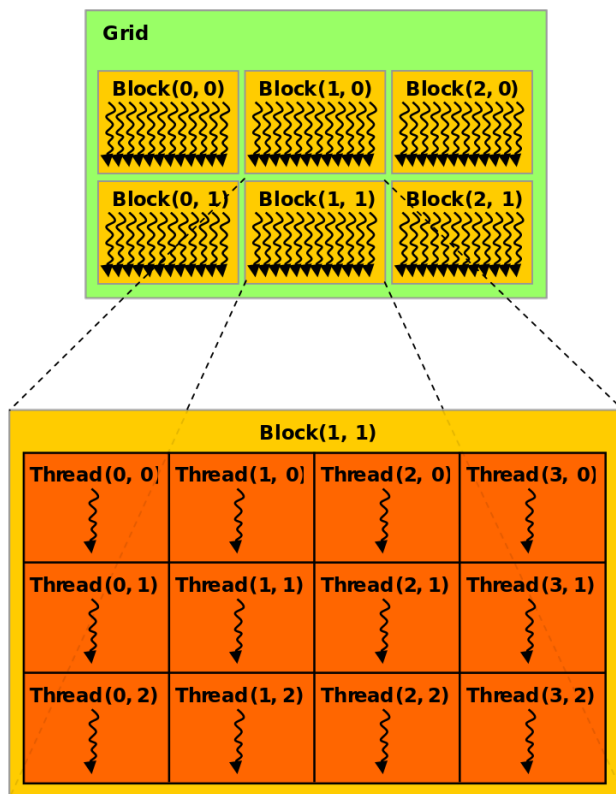 Grid
Block(0, 0) Block(1, 0) Block(2, 0)
Block(0, 1) Block(1, 1) Block(2, 1)
Block(1, 1)
Thread(0, 0) Thread(1, 0) Thread(2, 0) Thread(3, 0)
Thread(0, 1) Thread(1, 1) Thread(2, 1) Thread(3, 1)
Thread(0, 2) Thread(1, 2) Thread(2, 2) Thread(3, 2)